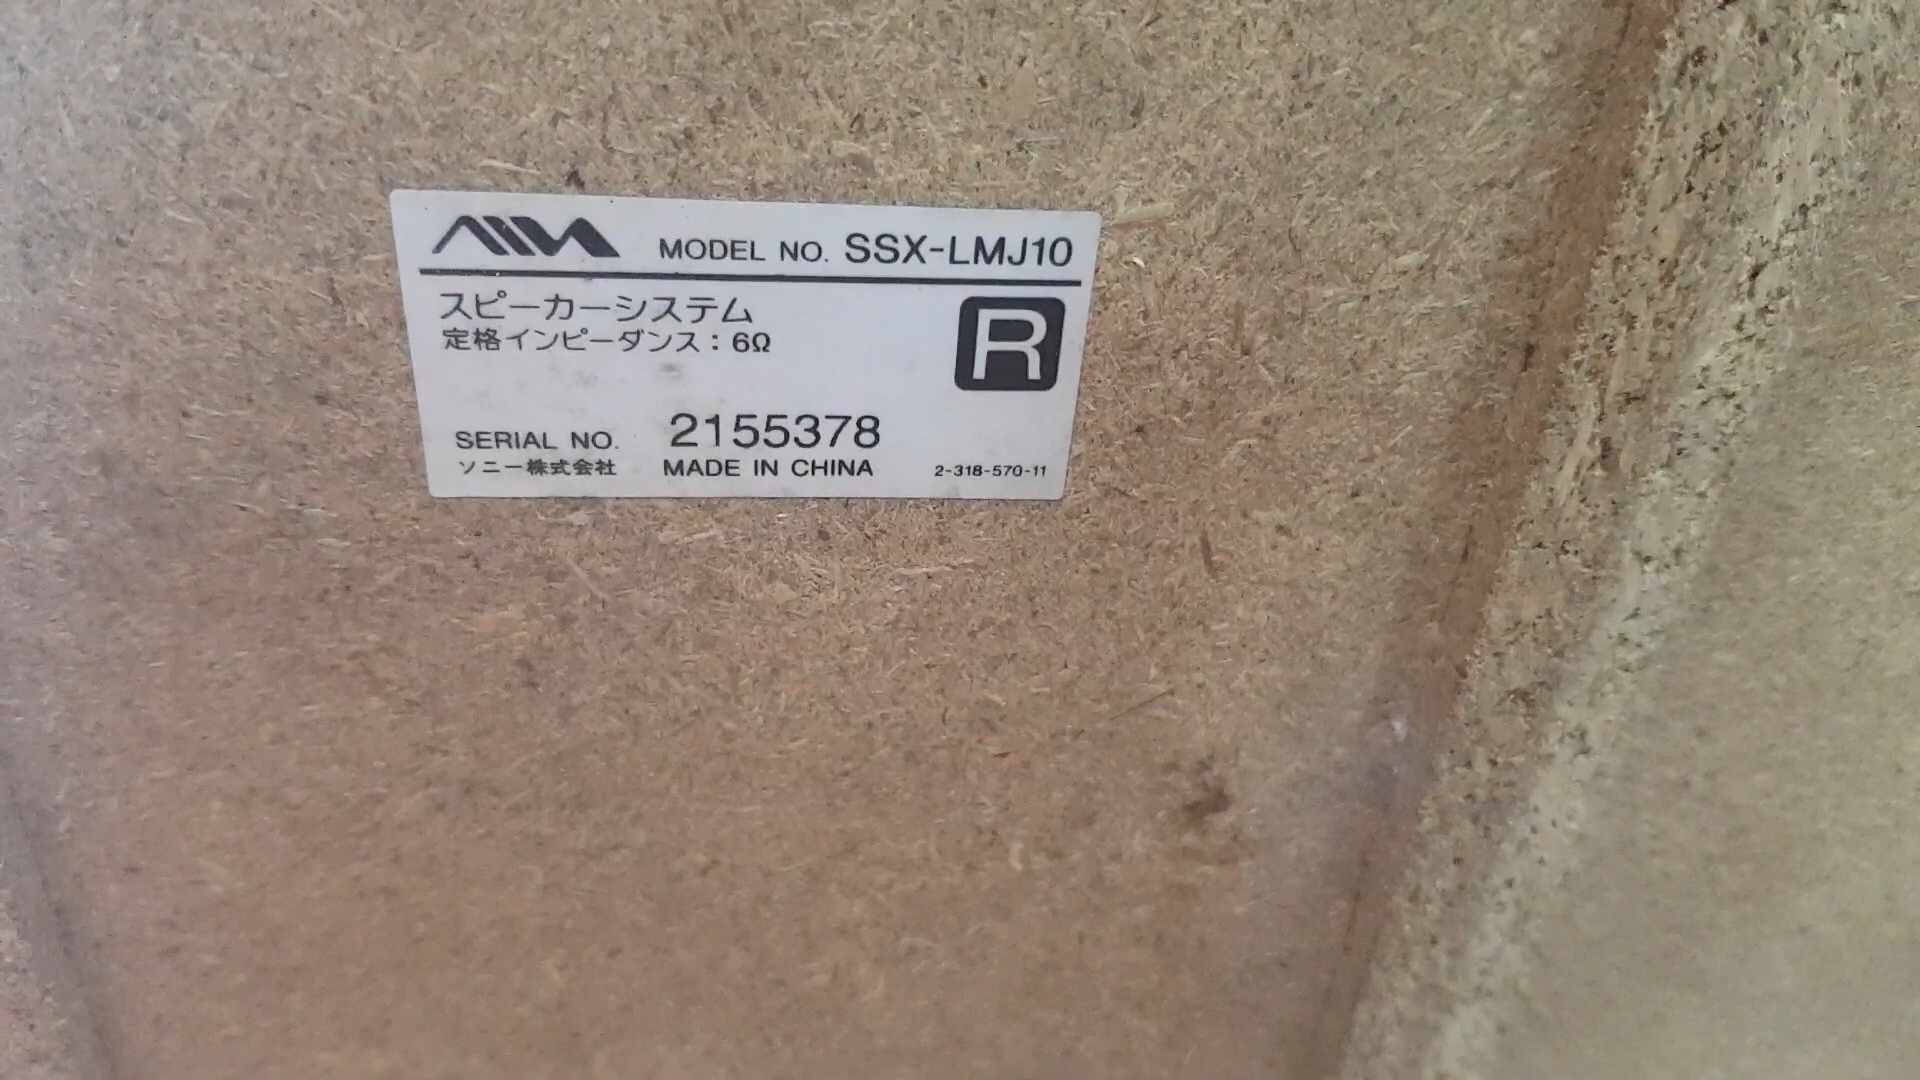 AIWA MODEL NO. SSX-LMJ10
スピーカーシステム
定格インピーダンス：6Ω
R
SERIAL NO. 2155378
ソニー株式会社 MADE IN CHINA 2-318-570-11